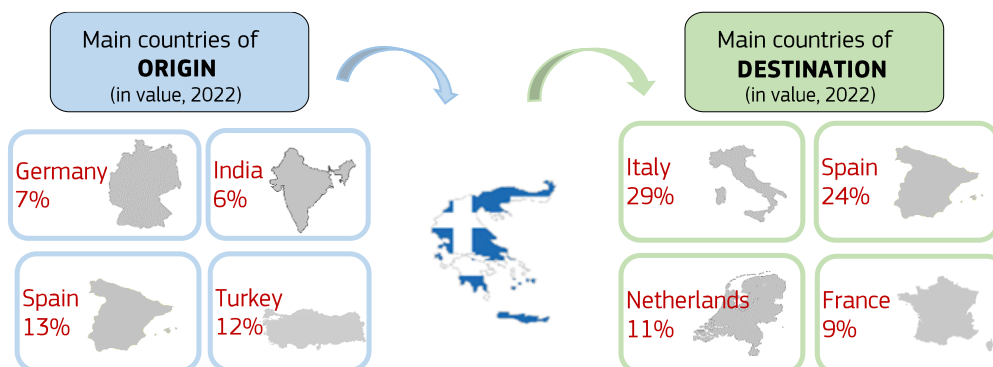 Main countries of
ORIGIN
(in value, 2022)
Main countries of
DESTINATION
(in value, 2022)
Germany
7%
India
6%
Italy
29%
Spain
24%
Spain
13%
Turkey
12%
Netherlands
11%
France
9%